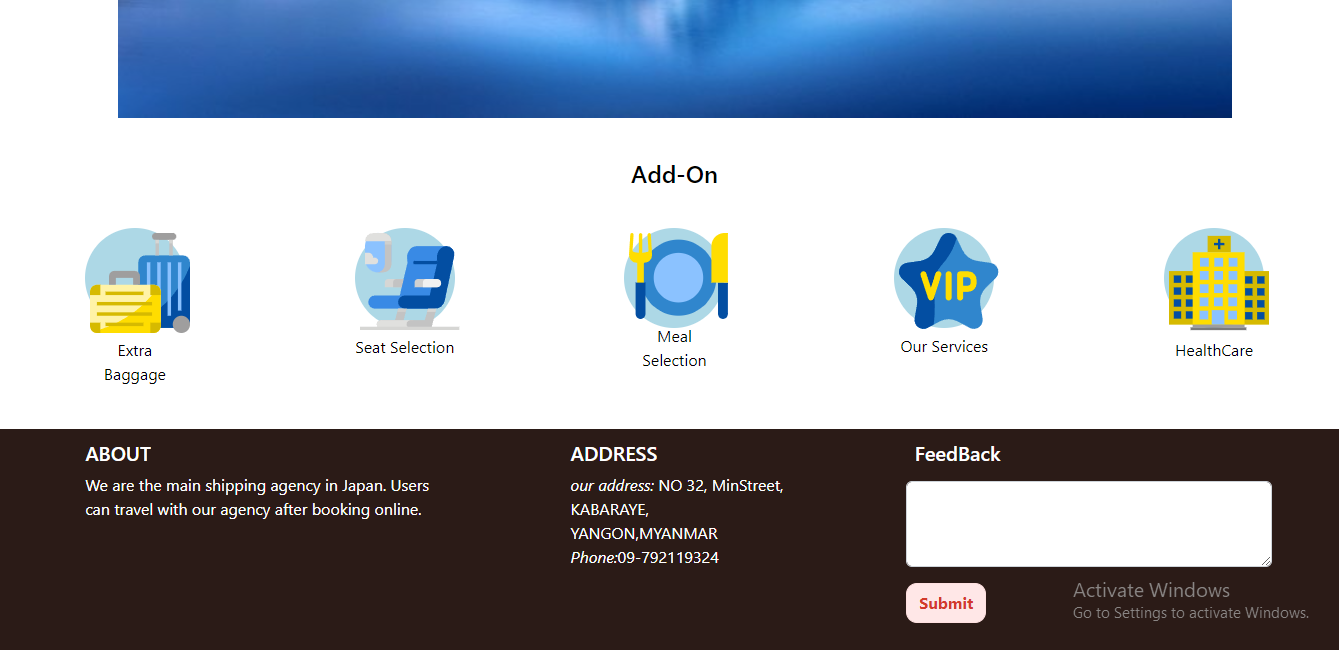 Add-On
VIP
Extra
Baggage
Seat Selection
Meal
Selection
Our Services
HealthCare
ABOUT
We are the main shipping agency in Japan. Users
can travel with our agency after booking online.
ADDRESS
our address: NO 32, MinStreet,
KABARAYE,
YANGON,MYANMAR
Phone:09-792119324
FeedBack
Submit
Activate Windows
Go to Settings to activate Windows.